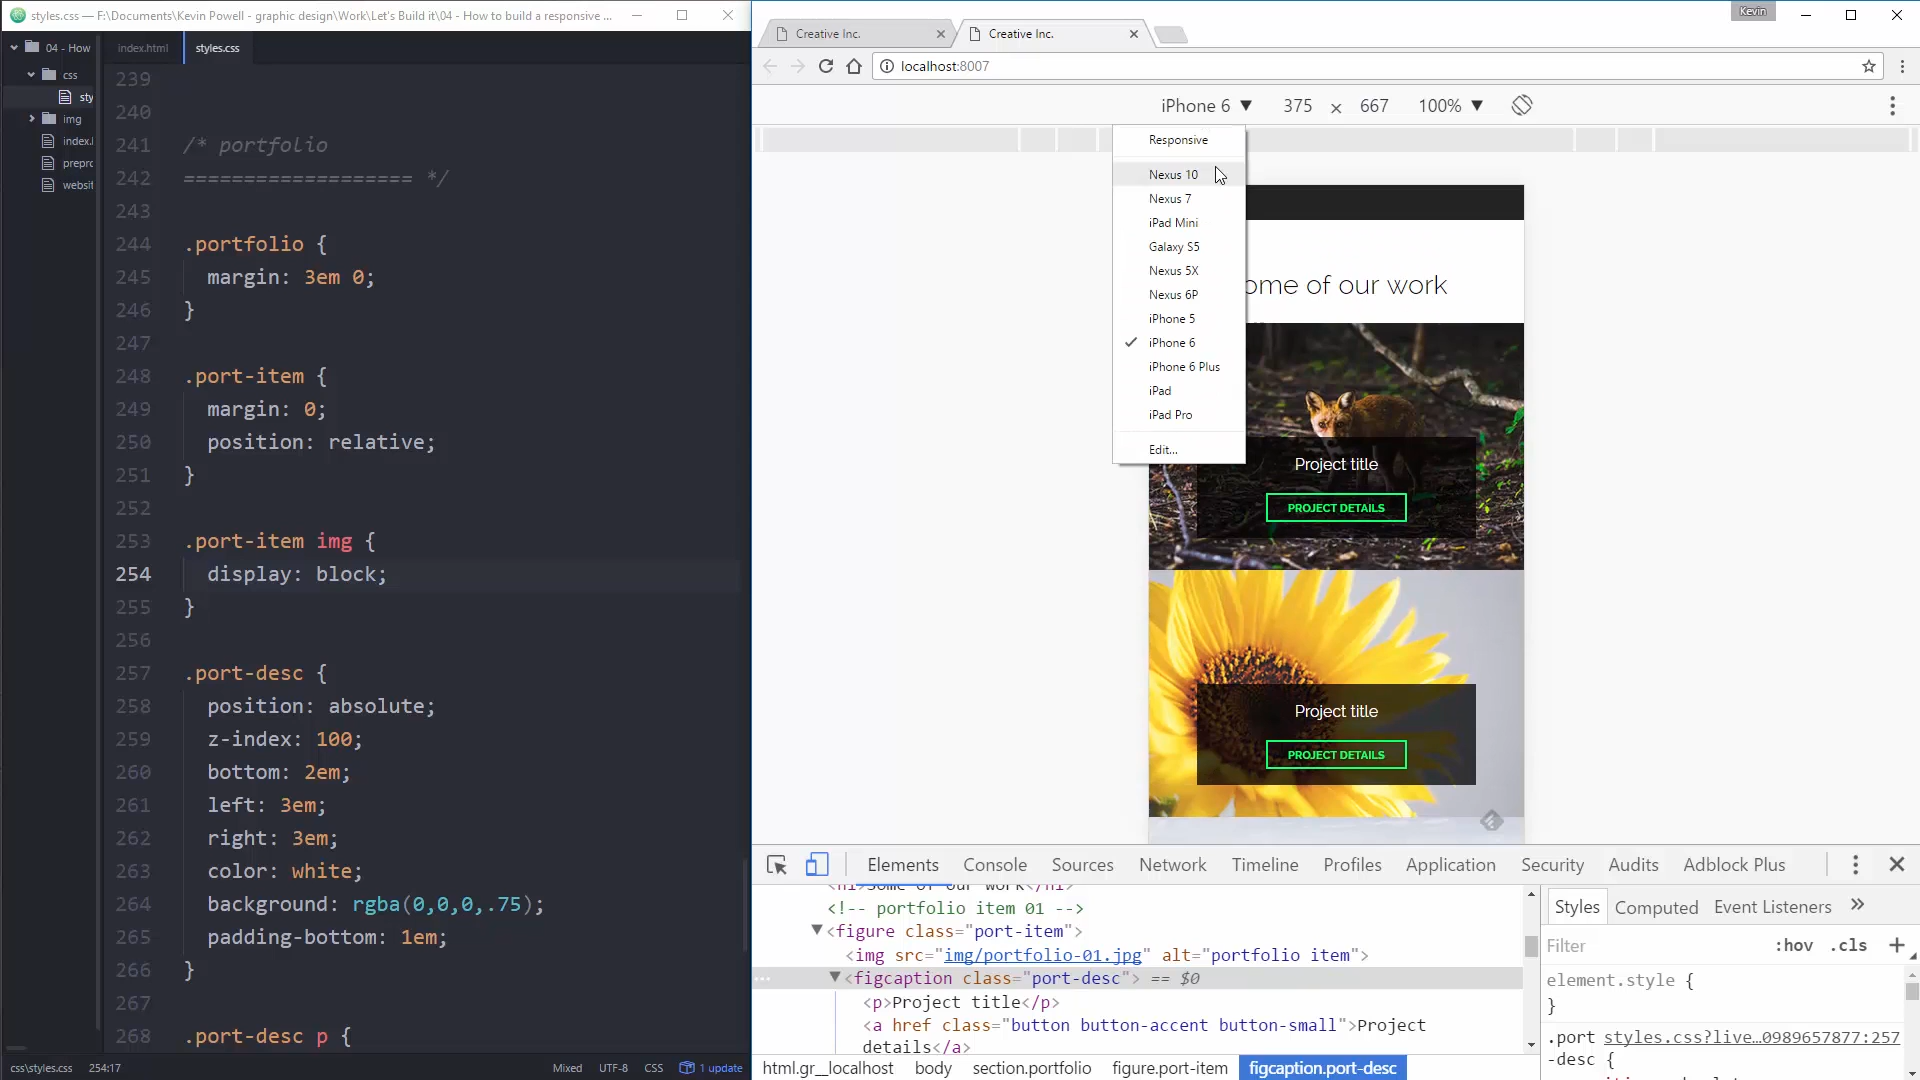 styles.css — F:\Documents\Kevin Powell - graphic design\Work\Let's Build it\04 - How to build a responsive ...
04 - How
css
sty
img
index.
prepro
websit
index.html
styles.css
239
240
241 /* portfolio
242 =================== */
243
244 .portfolio {
245 margin: 3em 0;
246 }
247
248 .port-item {
249 margin: 0;
250 position: relative;
251 }
252
253 .port-item img {
254 display: block;
255 }
256
257 .port-desc {
258 position: absolute;
259 z-index: 100;
260 bottom: 2em;
261 left: 3em;
262 right: 3em;
263 color: white;
264 background: rgba(0,0,0,.75);
265 padding-bottom: 1em;
266 }
267
268 .port-desc p {
css\styles.css 254:17 Mixed UTF-8 CSS 1 update
Kevin
Creative Inc.
Creative Inc.
localhost:8007
iPhone 6 ▼ 375 × 667 100% ▼
Responsive
Nexus 10
Nexus 7
iPad Mini
Galaxy S5
Nexus 5X
Nexus 6P
iPhone 5
iPhone 6
iPhone 6 Plus
iPad
iPad Pro
Edit...
ome of our work
Project title
PROJECT DETAILS
Project title
PROJECT DETAILS
Elements Console Sources Network Timeline Profiles Application Security Audits Adblock Plus
<h1>Some of our work</h1>
<!-- portfolio item 01 -->
▼<figure class="port-item">
<img src="img/portfolio-01.jpg" alt="portfolio item">
▼<figcaption class="port-desc"> == $0
<p>Project title</p>
<a href class="button button-accent button-small">Project
details</a>
html.gr__localhost body section.portfolio figure.port-item figcaption.port-desc
Styles Computed Event Listeners »
Filter :hov .cls +
element.style {
}
.port styles.css?live…0989657877:257
-desc {